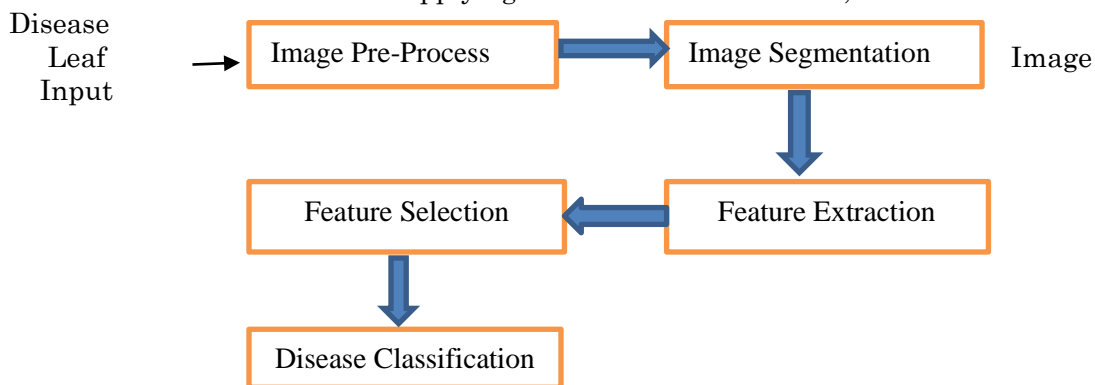 Disease
Leaf
Input
Image Pre-Process
Image Segmentation
Image
Feature Selection
Feature Extraction
Disease Classification